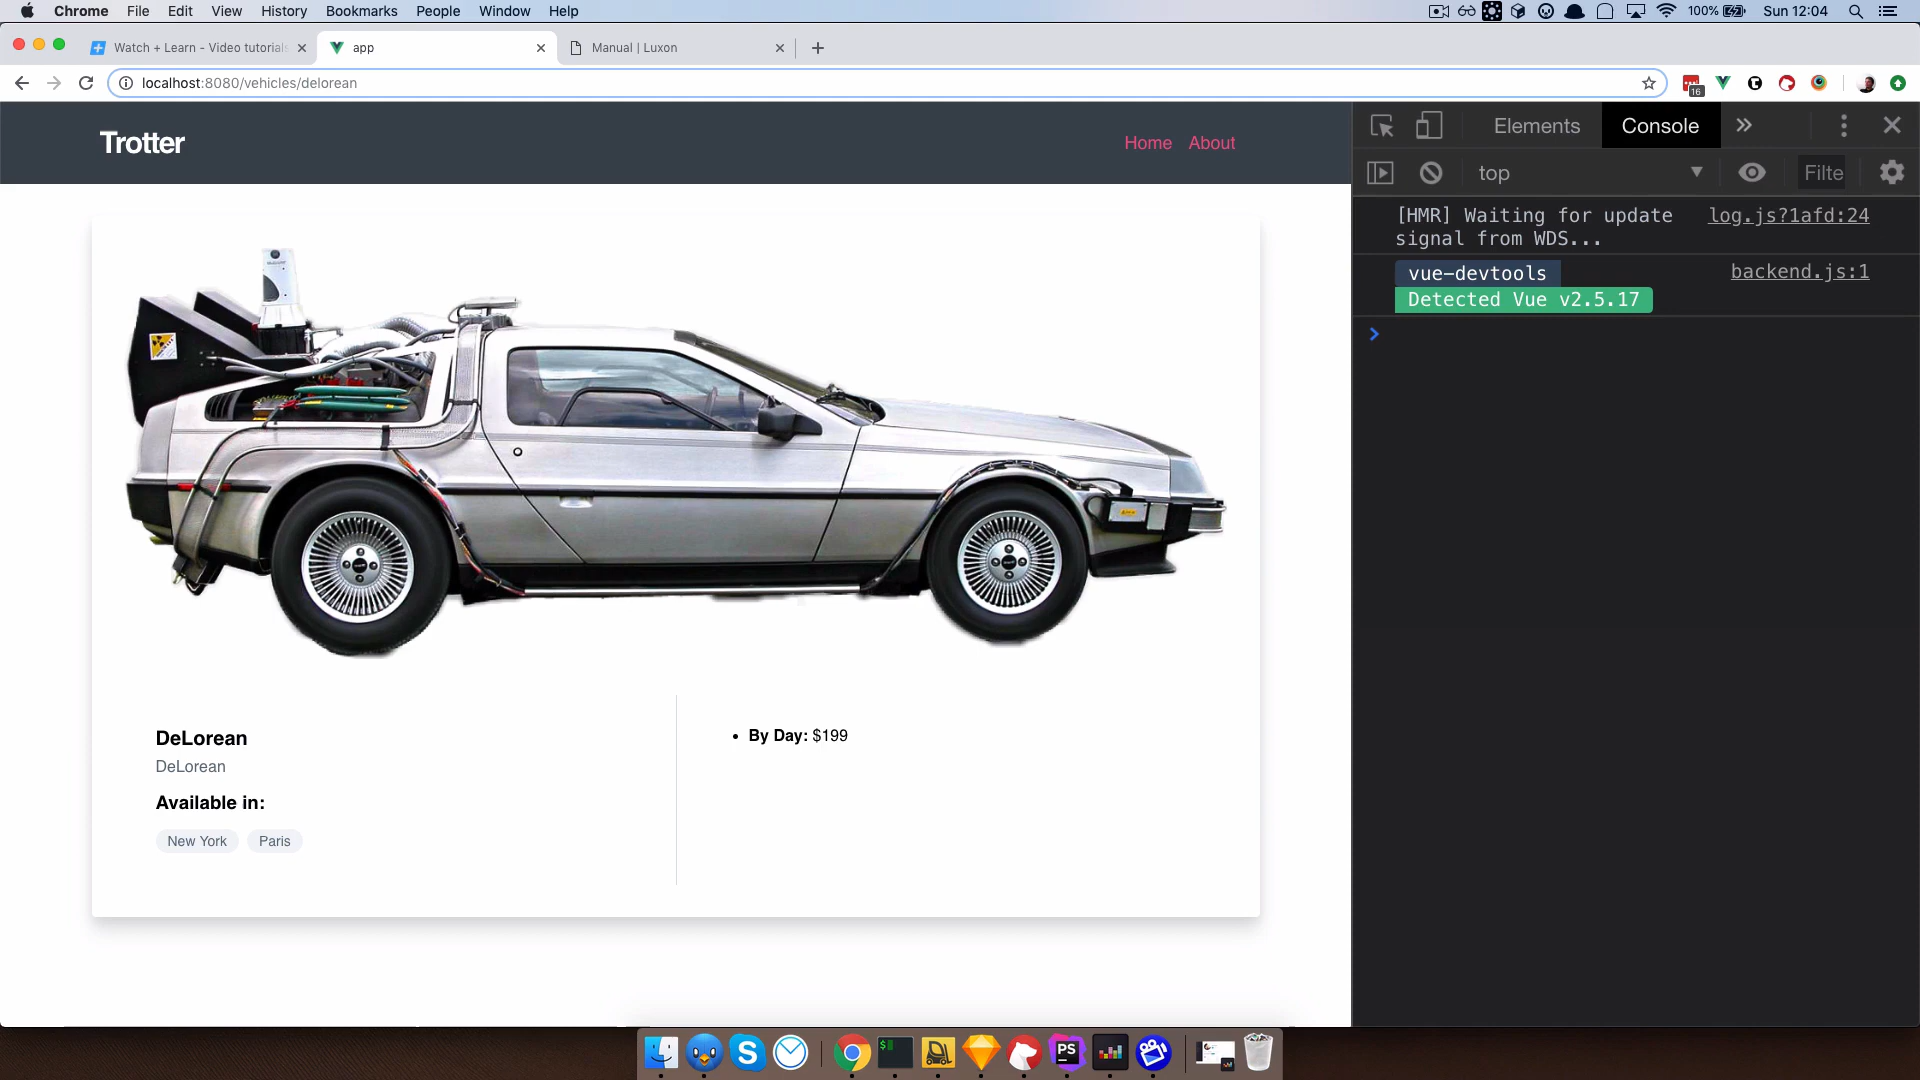 Chrome File Edit View History Bookmarks People Window Help 100% Sun 12:04
Watch + Learn - Video tutorials app Manual | Luxon
localhost:8080/vehicles/delorean 16
Trotter Home About
Elements Console
top Filte
[HMR] Waiting for update log.js?1afd:24
signal from WDS...
vue-devtools backend.js:1
Detected Vue v2.5.17
DeLorean
DeLorean
Available in:
New York Paris
• By Day: $199
$
S
PS